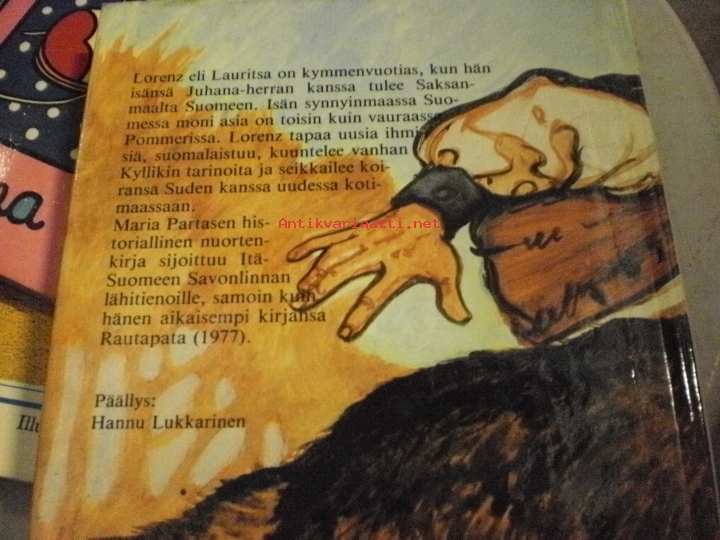 Lorenz eli Lauritsa on kymmenvuotias, kun hän
isänsä Juhana-herran kanssa tulee Saksan-
maalta Suomeen. Isän synnyinmaassa Suo-
messa moni asia on toisin kuin vauraassa
Pommerissa. Lorenz tapaa uusia ihmi-
siä, suomalaistuu, kuuntelee vanhan
Kyllikin tarinoita ja seikkailee koi-
ransa Suden kanssa uudessa koti-
maassaan.
Maria Partasen his-
toriallinen nuorten-
kirja sijoittuu Itä-
Suomeen Savonlinnan
lähitienoille, samoin kuin
hänen aikaisempi kirjansa
Rautapata (1977).
Päällys:
Hannu Lukkarinen
Antikvariaatti.net
Illu